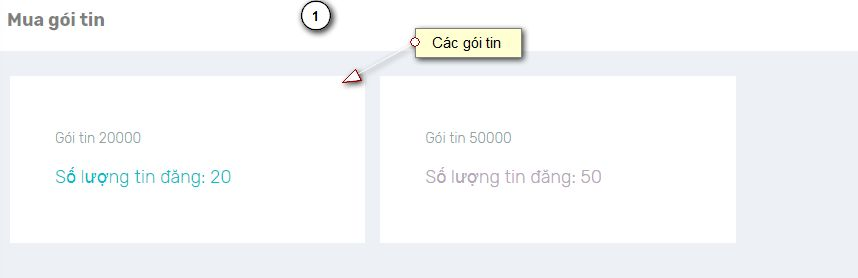 Mua gói tin
1
Các gói tin
Gói tin 20000
Số lượng tin đăng: 20
Gói tin 50000
Số lượng tin đăng: 50